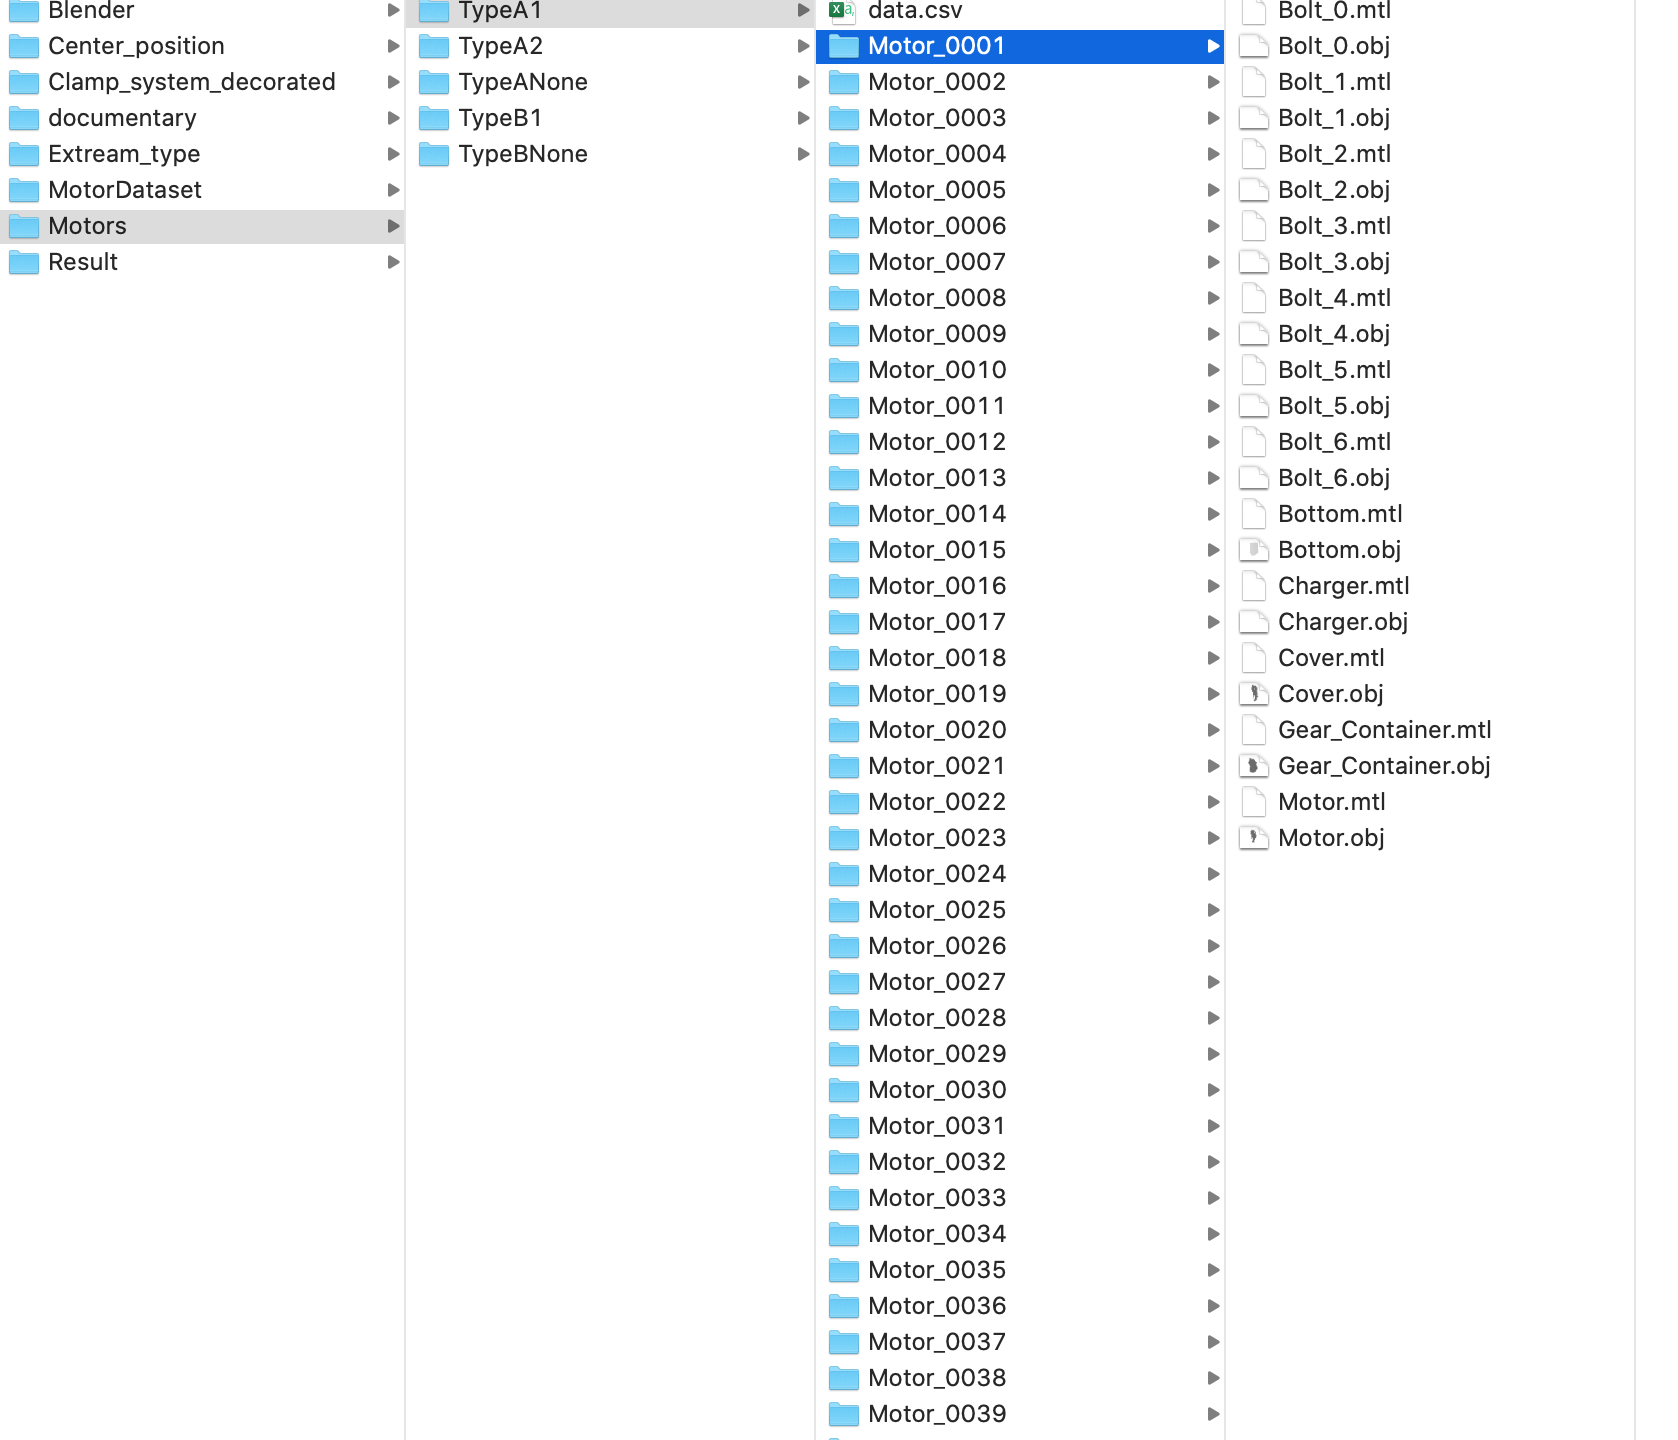 Blender
Center_position
Clamp_system_decorated
documentary
Extream_type
MotorDataset
Motors
Result
TypeA1
TypeA2
TypeANone
TypeB1
TypeBNone
data.csv
Motor_0001
Motor_0002
Motor_0003
Motor_0004
Motor_0005
Motor_0006
Motor_0007
Motor_0008
Motor_0009
Motor_0010
Motor_0011
Motor_0012
Motor_0013
Motor_0014
Motor_0015
Motor_0016
Motor_0017
Motor_0018
Motor_0019
Motor_0020
Motor_0021
Motor_0022
Motor_0023
Motor_0024
Motor_0025
Motor_0026
Motor_0027
Motor_0028
Motor_0029
Motor_0030
Motor_0031
Motor_0032
Motor_0033
Motor_0034
Motor_0035
Motor_0036
Motor_0037
Motor_0038
Motor_0039
Bolt_0.mtl
Bolt_0.obj
Bolt_1.mtl
Bolt_1.obj
Bolt_2.mtl
Bolt_2.obj
Bolt_3.mtl
Bolt_3.obj
Bolt_4.mtl
Bolt_4.obj
Bolt_5.mtl
Bolt_5.obj
Bolt_6.mtl
Bolt_6.obj
Bottom.mtl
Bottom.obj
Charger.mtl
Charger.obj
Cover.mtl
Cover.obj
Gear_Container.mtl
Gear_Container.obj
Motor.mtl
Motor.obj